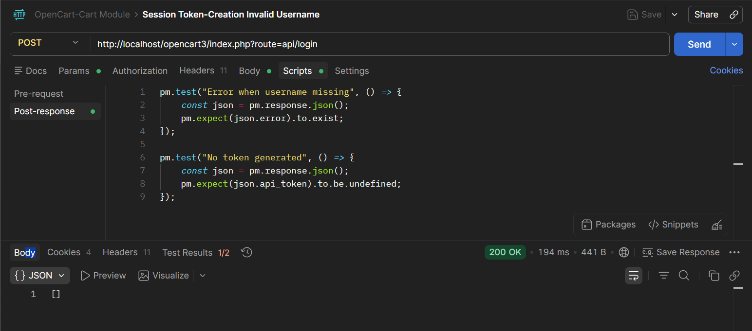 HTTP OpenCart-Cart Module > Session Token-Creation Invalid Username Save Share
POST http://localhost/opencart3/index.php?route=api/login Send
Docs Params Authorization Headers 11 Body Scripts Settings Cookies
Pre-request
Post-response
1 pm.test("Error when username missing", () => {
2 const json = pm.response.json();
3 pm.expect(json.error).to.exist;
4 });
5
6 pm.test("No token generated", () => {
7 const json = pm.response.json();
8 pm.expect(json.api_token).to.be.undefined;
9 });
Packages </> Snippets
Body Cookies 4 Headers 11 Test Results 1/2 200 OK • 194 ms • 441 B • Save Response
{} JSON Preview Visualize
1 []